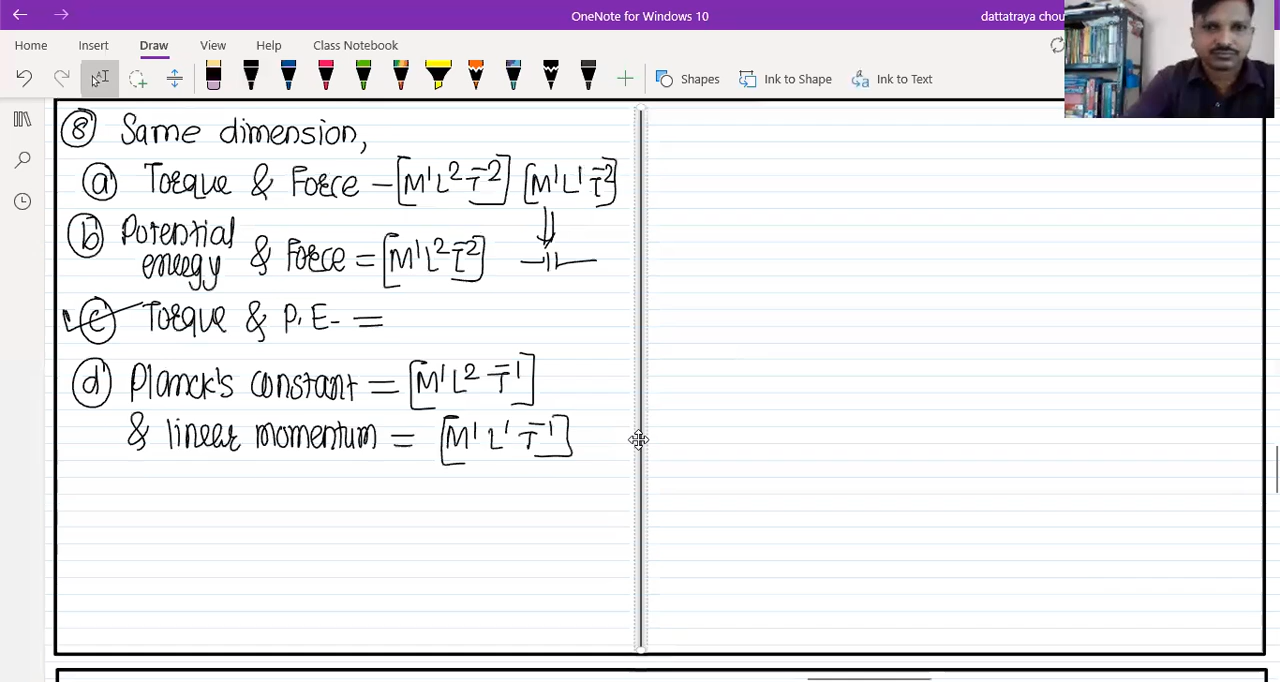 OneNote for Windows 10
dattatraya chou
Home Insert Draw View Help Class Notebook
Shapes Ink to Shape Ink to Text
⑧ Same dimension,
ⓐ Torque & Force - [M¹L²T⁻²] [M¹L¹T⁻²]
ⓑ Potential energy & Force = [M¹L²T⁻²] —〃—
ⓒ Torque & P.E- =
ⓓ Planck's constant = [M¹L²T⁻¹]
& linear momentum = [M¹L¹T⁻¹]